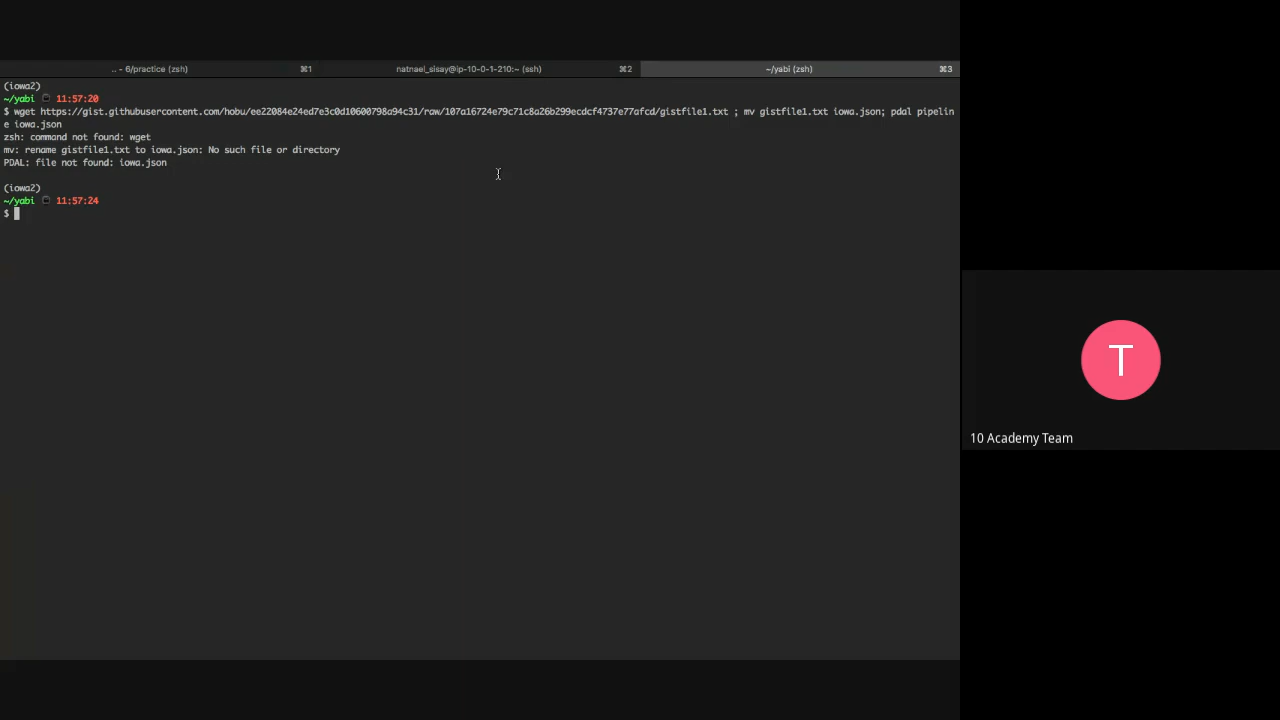 .. - 6/practice (zsh) ⌘1 natnael_sisay@ip-10-0-1-210:~ (ssh) ⌘2 ~/yabi (zsh) ⌘3
(iowa2)
~/yabi 11:57:20
$ wget https://gist.githubusercontent.com/hobu/ee22084e24ed7e3c0d10600798a94c31/raw/107a16724e79c71c8a26b299ecdcf4737e77afcd/gistfile1.txt ; mv gistfile1.txt iowa.json; pdal pipelin
e iowa.json
zsh: command not found: wget
mv: rename gistfile1.txt to iowa.json: No such file or directory
PDAL: file not found: iowa.json
(iowa2)
~/yabi 11:57:24
$
T
10 Academy Team